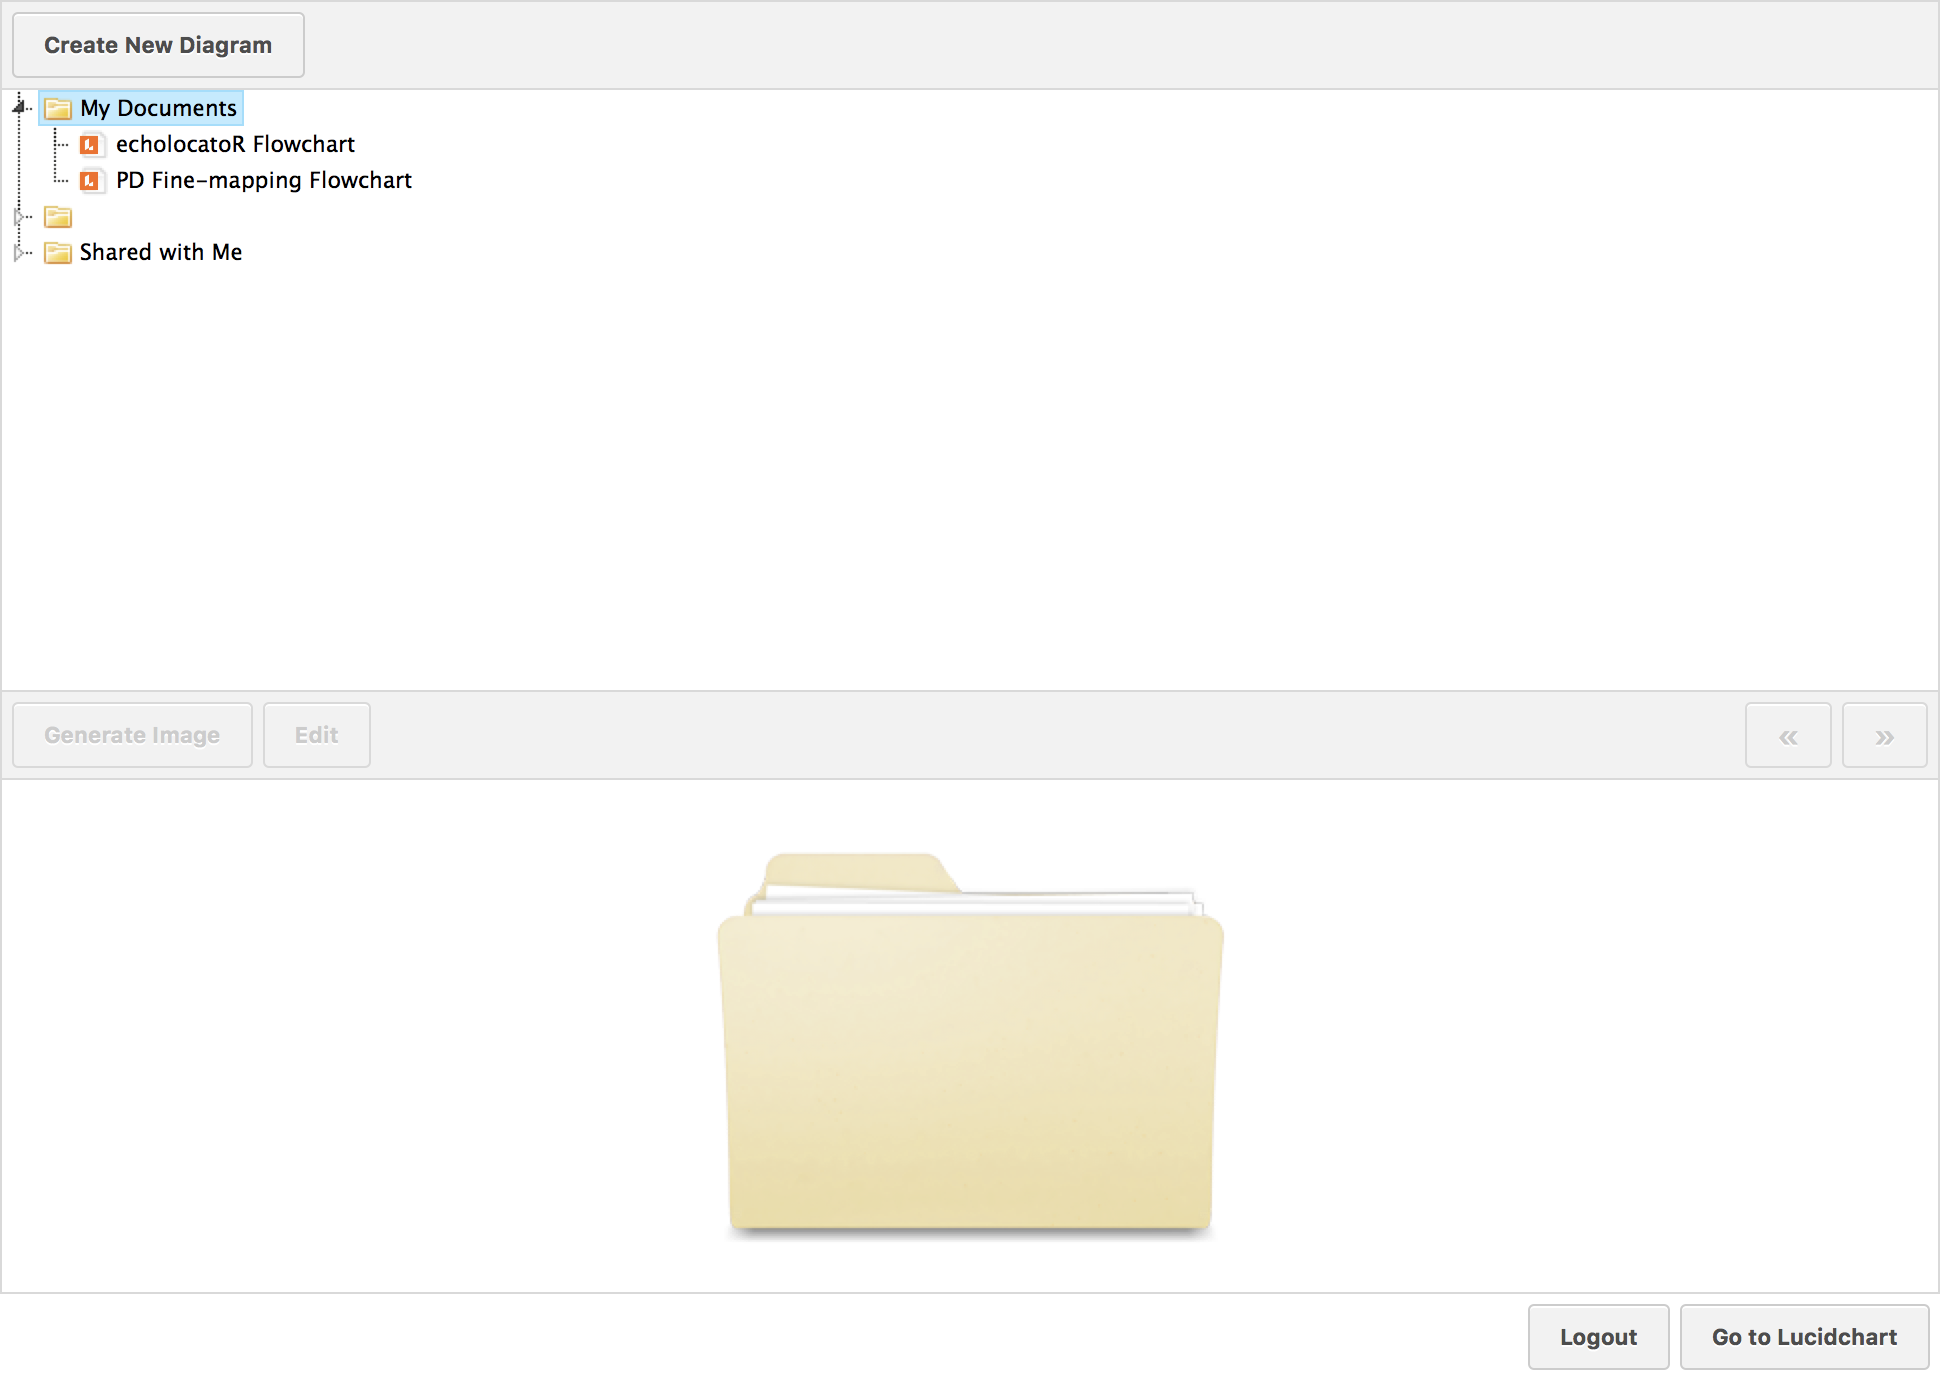 Create New Diagram
My Documents
echolocatoR Flowchart
PD Fine-mapping Flowchart
Shared with Me
Generate Image Edit « »
Logout Go to Lucidchart